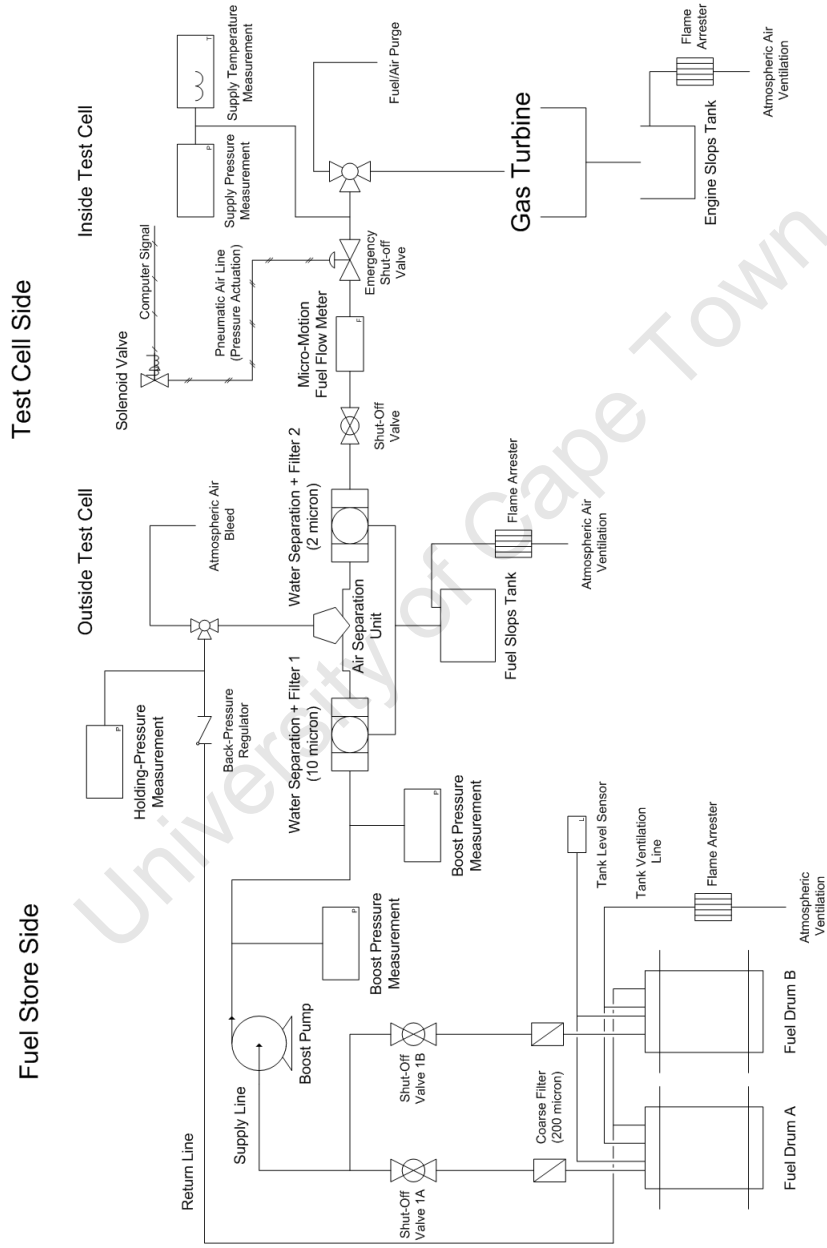 Fuel Store Side
Test Cell Side
Outside Test Cell
Inside Test Cell
Return Line
Supply Line
Boost Pump
Shut-Off
Valve 1A
Shut-Off
Valve 1B
Coarse Filter
(200 micron)
Fuel Drum A
Fuel Drum B
P
Boost Pressure
Measurement
P
Boost Pressure
Measurement
L
Tank Level Sensor
Tank Ventilation
Line
Flame Arrester
Atmospheric
Ventilation
P
Holding-Pressure
Measurement
Back-Pressure
Regulator
Atmospheric Air
Bleed
Water Separation + Filter 1
(10 micron)
Air Separation
Unit
Water Separation + Filter 2
(2 micron)
Fuel Slops Tank
Flame Arrester
Atmospheric Air
Ventilation
Solenoid Valve
Computer Signal
Pneumatic Air Line
(Pressure Actuation)
Shut-Off
Valve
Micro-Motion
Fuel Flow Meter
F
Emergency
Shut-off
Valve
P
Supply Pressure
Measurement
T
Supply Temperature
Measurement
Fuel/Air Purge
Gas Turbine
Engine Slops Tank
Flame
Arrester
Atmospheric Air
Ventilation
University of Cape Town